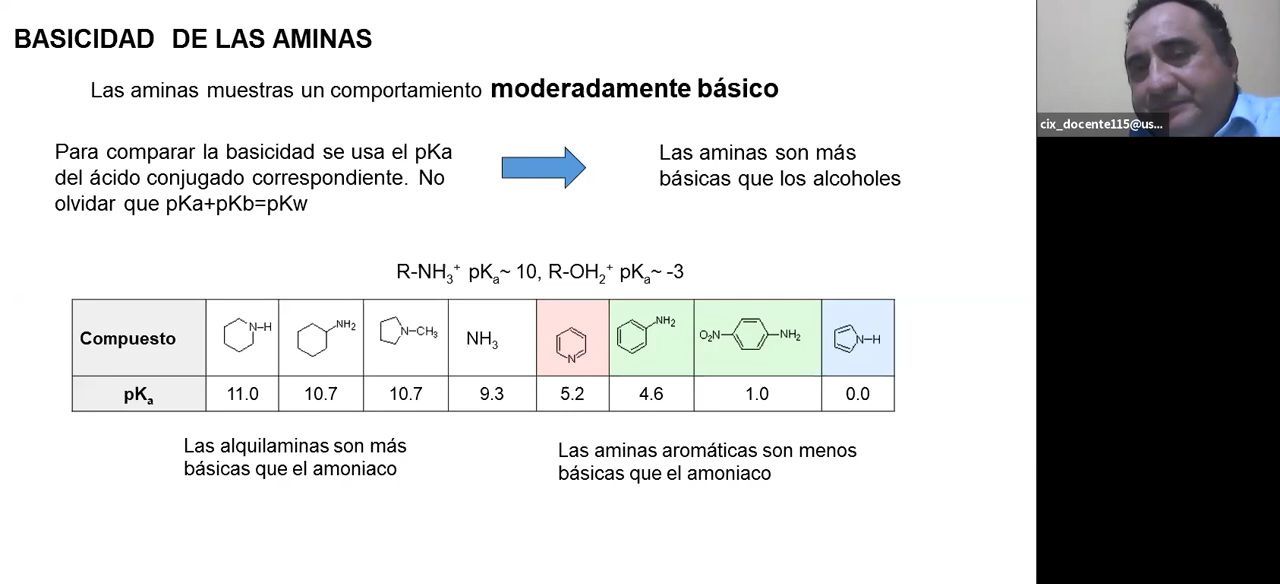 BASICIDAD DE LAS AMINAS
Las aminas muestras un comportamiento moderadamente básico
cix_docente115@us...
Para comparar la basicidad se usa el pKa
del ácido conjugado correspondiente. No
olvidar que pKa+pKb=pKw
Las aminas son más
básicas que los alcoholes
R-NH₃⁺ pKₐ~ 10, R-OH₂⁺ pKₐ~ -3
Compuesto N-H NH₂ N-CH₃ NH₃ N NH₂ O₂N- -NH₂ N-H
pKₐ 11.0 10.7 10.7 9.3 5.2 4.6 1.0 0.0
Las alquilaminas son más
básicas que el amoniaco
Las aminas aromáticas son menos
básicas que el amoniaco